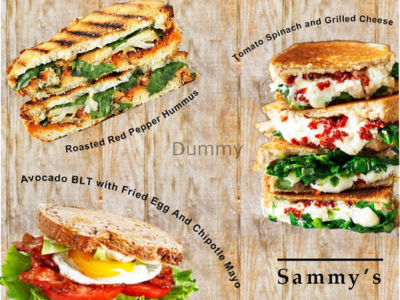 Tomato Spinach and Grilled Cheese
Roasted Red Pepper Hummus
Dummy
Avocado BLT with Fried Egg And Chipotle Mayo
Sammy's